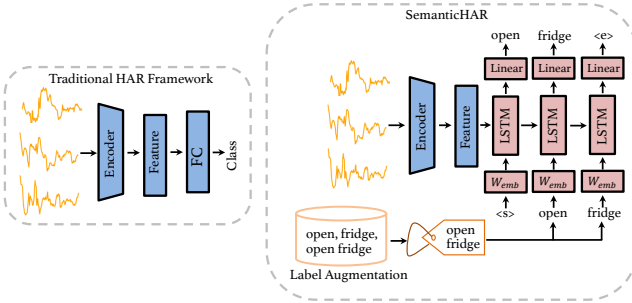 SemanticHAR
Traditional HAR Framework
Encoder
Feature
FC
Class
open
fridge
<e>
Linear
Linear
Linear
Encoder
Feature
LSTM
LSTM
LSTM
W_emb
W_emb
W_emb
<s>
open
fridge
open, fridge,
open fridge
open
fridge
Label Augmentation